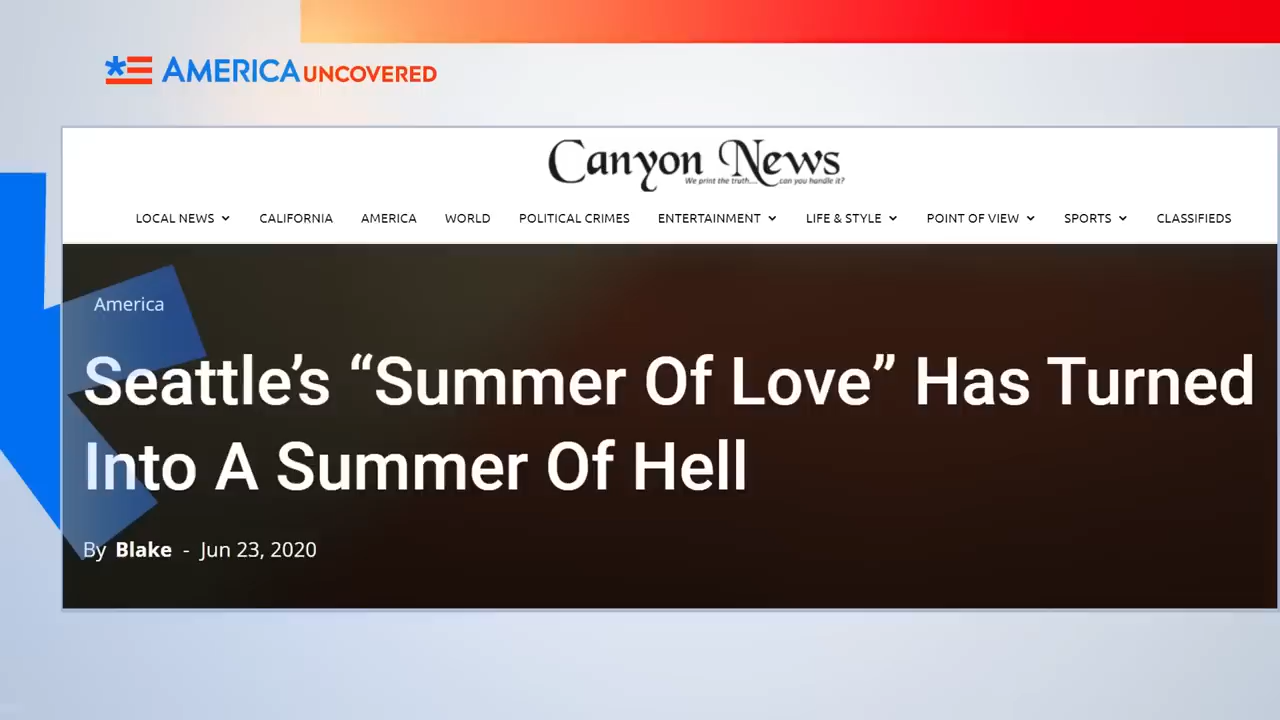 AMERICA UNCOVERED
Canyon News
We print the truth.... can you handle it?
LOCAL NEWS CALIFORNIA AMERICA WORLD POLITICAL CRIMES ENTERTAINMENT LIFE & STYLE POINT OF VIEW SPORTS CLASSIFIEDS
America
Seattle’s “Summer Of Love” Has Turned
Into A Summer Of Hell
By Blake - Jun 23, 2020